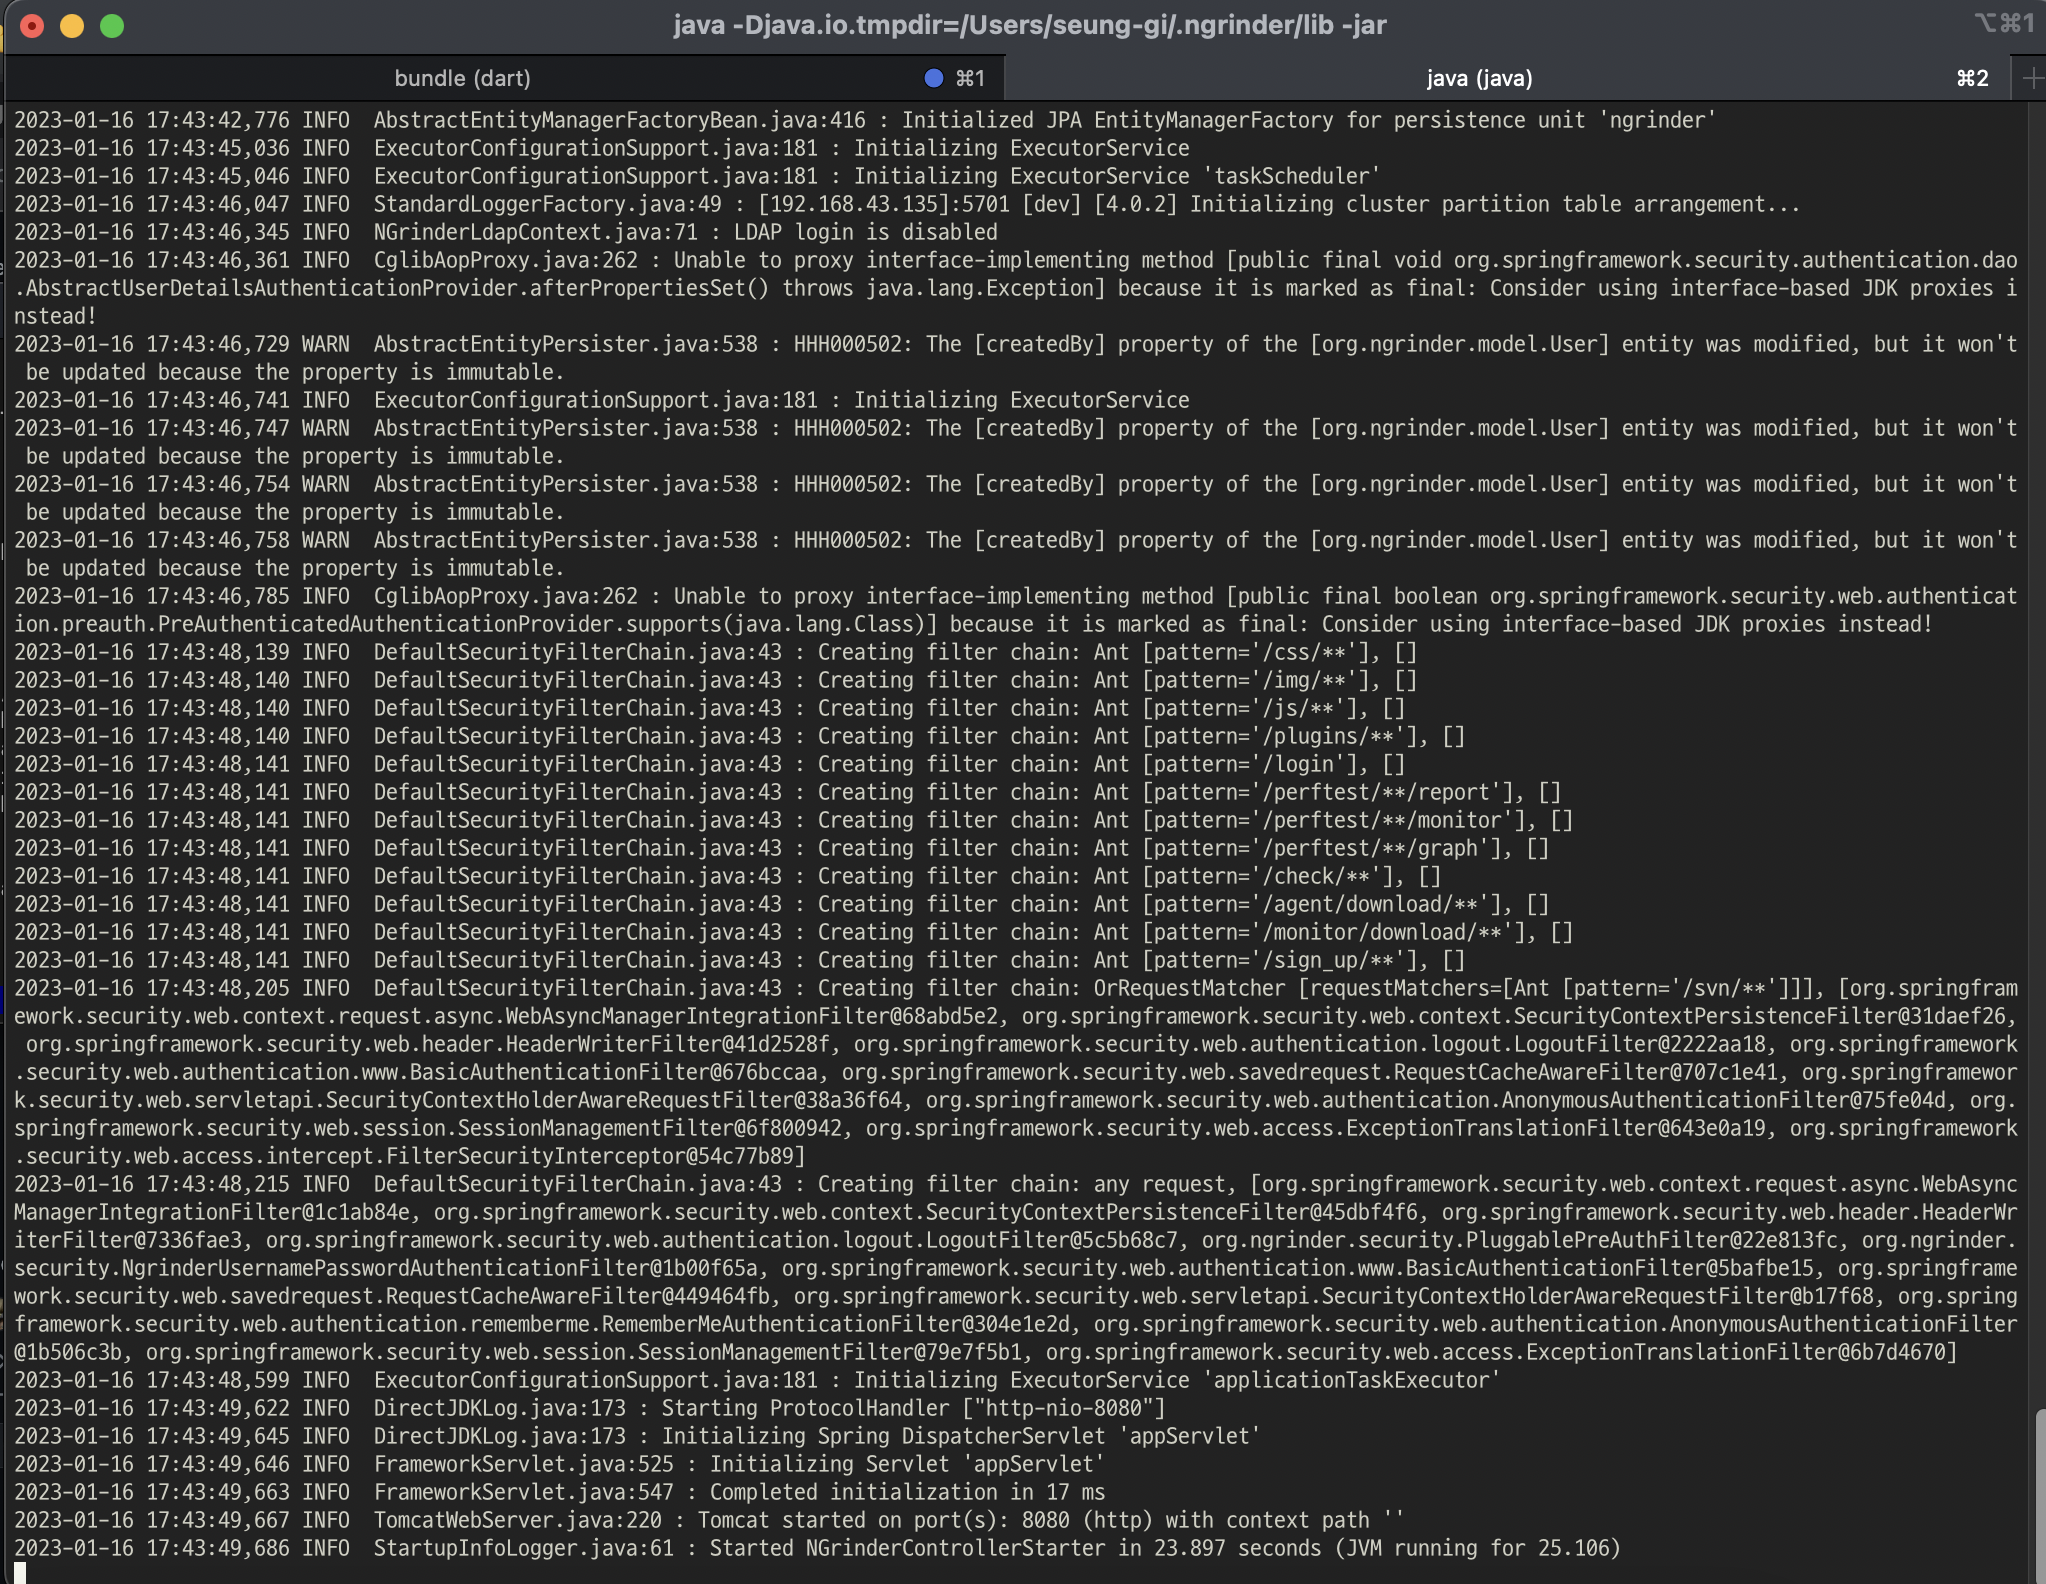 java -Djava.io.tmpdir=/Users/seung-gi/.ngrinder/lib -jar
⌥⌘1
bundle (dart)
⌘1
java (java)
⌘2
2023-01-16 17:43:42,776 INFO  AbstractEntityManagerFactoryBean.java:416 : Initialized JPA EntityManagerFactory for persistence unit 'ngrinder'
2023-01-16 17:43:45,036 INFO  ExecutorConfigurationSupport.java:181 : Initializing ExecutorService
2023-01-16 17:43:45,046 INFO  ExecutorConfigurationSupport.java:181 : Initializing ExecutorService 'taskScheduler'
2023-01-16 17:43:46,047 INFO  StandardLoggerFactory.java:49 : [192.168.43.135]:5701 [dev] [4.0.2] Initializing cluster partition table arrangement...
2023-01-16 17:43:46,345 INFO  NGrinderLdapContext.java:71 : LDAP login is disabled
2023-01-16 17:43:46,361 INFO  CglibAopProxy.java:262 : Unable to proxy interface-implementing method [public final void org.springframework.security.authentication.dao
.AbstractUserDetailsAuthenticationProvider.afterPropertiesSet() throws java.lang.Exception] because it is marked as final: Consider using interface-based JDK proxies i
nstead!
2023-01-16 17:43:46,729 WARN  AbstractEntityPersister.java:538 : HHH000502: The [createdBy] property of the [org.ngrinder.model.User] entity was modified, but it won't
 be updated because the property is immutable.
2023-01-16 17:43:46,741 INFO  ExecutorConfigurationSupport.java:181 : Initializing ExecutorService
2023-01-16 17:43:46,747 WARN  AbstractEntityPersister.java:538 : HHH000502: The [createdBy] property of the [org.ngrinder.model.User] entity was modified, but it won't
 be updated because the property is immutable.
2023-01-16 17:43:46,754 WARN  AbstractEntityPersister.java:538 : HHH000502: The [createdBy] property of the [org.ngrinder.model.User] entity was modified, but it won't
 be updated because the property is immutable.
2023-01-16 17:43:46,758 WARN  AbstractEntityPersister.java:538 : HHH000502: The [createdBy] property of the [org.ngrinder.model.User] entity was modified, but it won't
 be updated because the property is immutable.
2023-01-16 17:43:46,785 INFO  CglibAopProxy.java:262 : Unable to proxy interface-implementing method [public final boolean org.springframework.security.web.authenticat
ion.preauth.PreAuthenticatedAuthenticationProvider.supports(java.lang.Class)] because it is marked as final: Consider using interface-based JDK proxies instead!
2023-01-16 17:43:48,139 INFO  DefaultSecurityFilterChain.java:43 : Creating filter chain: Ant [pattern='/css/**'], []
2023-01-16 17:43:48,140 INFO  DefaultSecurityFilterChain.java:43 : Creating filter chain: Ant [pattern='/img/**'], []
2023-01-16 17:43:48,140 INFO  DefaultSecurityFilterChain.java:43 : Creating filter chain: Ant [pattern='/js/**'], []
2023-01-16 17:43:48,140 INFO  DefaultSecurityFilterChain.java:43 : Creating filter chain: Ant [pattern='/plugins/**'], []
2023-01-16 17:43:48,141 INFO  DefaultSecurityFilterChain.java:43 : Creating filter chain: Ant [pattern='/login'], []
2023-01-16 17:43:48,141 INFO  DefaultSecurityFilterChain.java:43 : Creating filter chain: Ant [pattern='/perftest/**/report'], []
2023-01-16 17:43:48,141 INFO  DefaultSecurityFilterChain.java:43 : Creating filter chain: Ant [pattern='/perftest/**/monitor'], []
2023-01-16 17:43:48,141 INFO  DefaultSecurityFilterChain.java:43 : Creating filter chain: Ant [pattern='/perftest/**/graph'], []
2023-01-16 17:43:48,141 INFO  DefaultSecurityFilterChain.java:43 : Creating filter chain: Ant [pattern='/check/**'], []
2023-01-16 17:43:48,141 INFO  DefaultSecurityFilterChain.java:43 : Creating filter chain: Ant [pattern='/agent/download/**'], []
2023-01-16 17:43:48,141 INFO  DefaultSecurityFilterChain.java:43 : Creating filter chain: Ant [pattern='/monitor/download/**'], []
2023-01-16 17:43:48,141 INFO  DefaultSecurityFilterChain.java:43 : Creating filter chain: Ant [pattern='/sign_up/**'], []
2023-01-16 17:43:48,205 INFO  DefaultSecurityFilterChain.java:43 : Creating filter chain: OrRequestMatcher [requestMatchers=[Ant [pattern='/svn/**']]], [org.springfram
ework.security.web.context.request.async.WebAsyncManagerIntegrationFilter@68abd5e2, org.springframework.security.web.context.SecurityContextPersistenceFilter@31daef26,
 org.springframework.security.web.header.HeaderWriterFilter@41d2528f, org.springframework.security.web.authentication.logout.LogoutFilter@2222aa18, org.springframework
.security.web.authentication.www.BasicAuthenticationFilter@676bccaa, org.springframework.security.web.savedrequest.RequestCacheAwareFilter@707c1e41, org.springframewor
k.security.web.servletapi.SecurityContextHolderAwareRequestFilter@38a36f64, org.springframework.security.web.authentication.AnonymousAuthenticationFilter@75fe04d, org.
springframework.security.web.session.SessionManagementFilter@6f800942, org.springframework.security.web.access.ExceptionTranslationFilter@643e0a19, org.springframework
.security.web.access.intercept.FilterSecurityInterceptor@54c77b89]
2023-01-16 17:43:48,215 INFO  DefaultSecurityFilterChain.java:43 : Creating filter chain: any request, [org.springframework.security.web.context.request.async.WebAsync
ManagerIntegrationFilter@1c1ab84e, org.springframework.security.web.context.SecurityContextPersistenceFilter@45dbf4f6, org.springframework.security.web.header.HeaderWr
iterFilter@7336fae3, org.springframework.security.web.authentication.logout.LogoutFilter@5c5b68c7, org.ngrinder.security.PluggablePreAuthFilter@22e813fc, org.ngrinder.
security.NgrinderUsernamePasswordAuthenticationFilter@1b00f65a, org.springframework.security.web.authentication.www.BasicAuthenticationFilter@5bafbe15, org.springframe
work.security.web.savedrequest.RequestCacheAwareFilter@449464fb, org.springframework.security.web.servletapi.SecurityContextHolderAwareRequestFilter@b17f68, org.spring
framework.security.web.authentication.rememberme.RememberMeAuthenticationFilter@304e1e2d, org.springframework.security.web.authentication.AnonymousAuthenticationFilter
@1b506c3b, org.springframework.security.web.session.SessionManagementFilter@79e7f5b1, org.springframework.security.web.access.ExceptionTranslationFilter@6b7d4670]
2023-01-16 17:43:48,599 INFO  ExecutorConfigurationSupport.java:181 : Initializing ExecutorService 'applicationTaskExecutor'
2023-01-16 17:43:49,622 INFO  DirectJDKLog.java:173 : Starting ProtocolHandler ["http-nio-8080"]
2023-01-16 17:43:49,645 INFO  DirectJDKLog.java:173 : Initializing Spring DispatcherServlet 'appServlet'
2023-01-16 17:43:49,646 INFO  FrameworkServlet.java:525 : Initializing Servlet 'appServlet'
2023-01-16 17:43:49,663 INFO  FrameworkServlet.java:547 : Completed initialization in 17 ms
2023-01-16 17:43:49,667 INFO  TomcatWebServer.java:220 : Tomcat started on port(s): 8080 (http) with context path ''
2023-01-16 17:43:49,686 INFO  StartupInfoLogger.java:61 : Started NGrinderControllerStarter in 23.897 seconds (JVM running for 25.106)